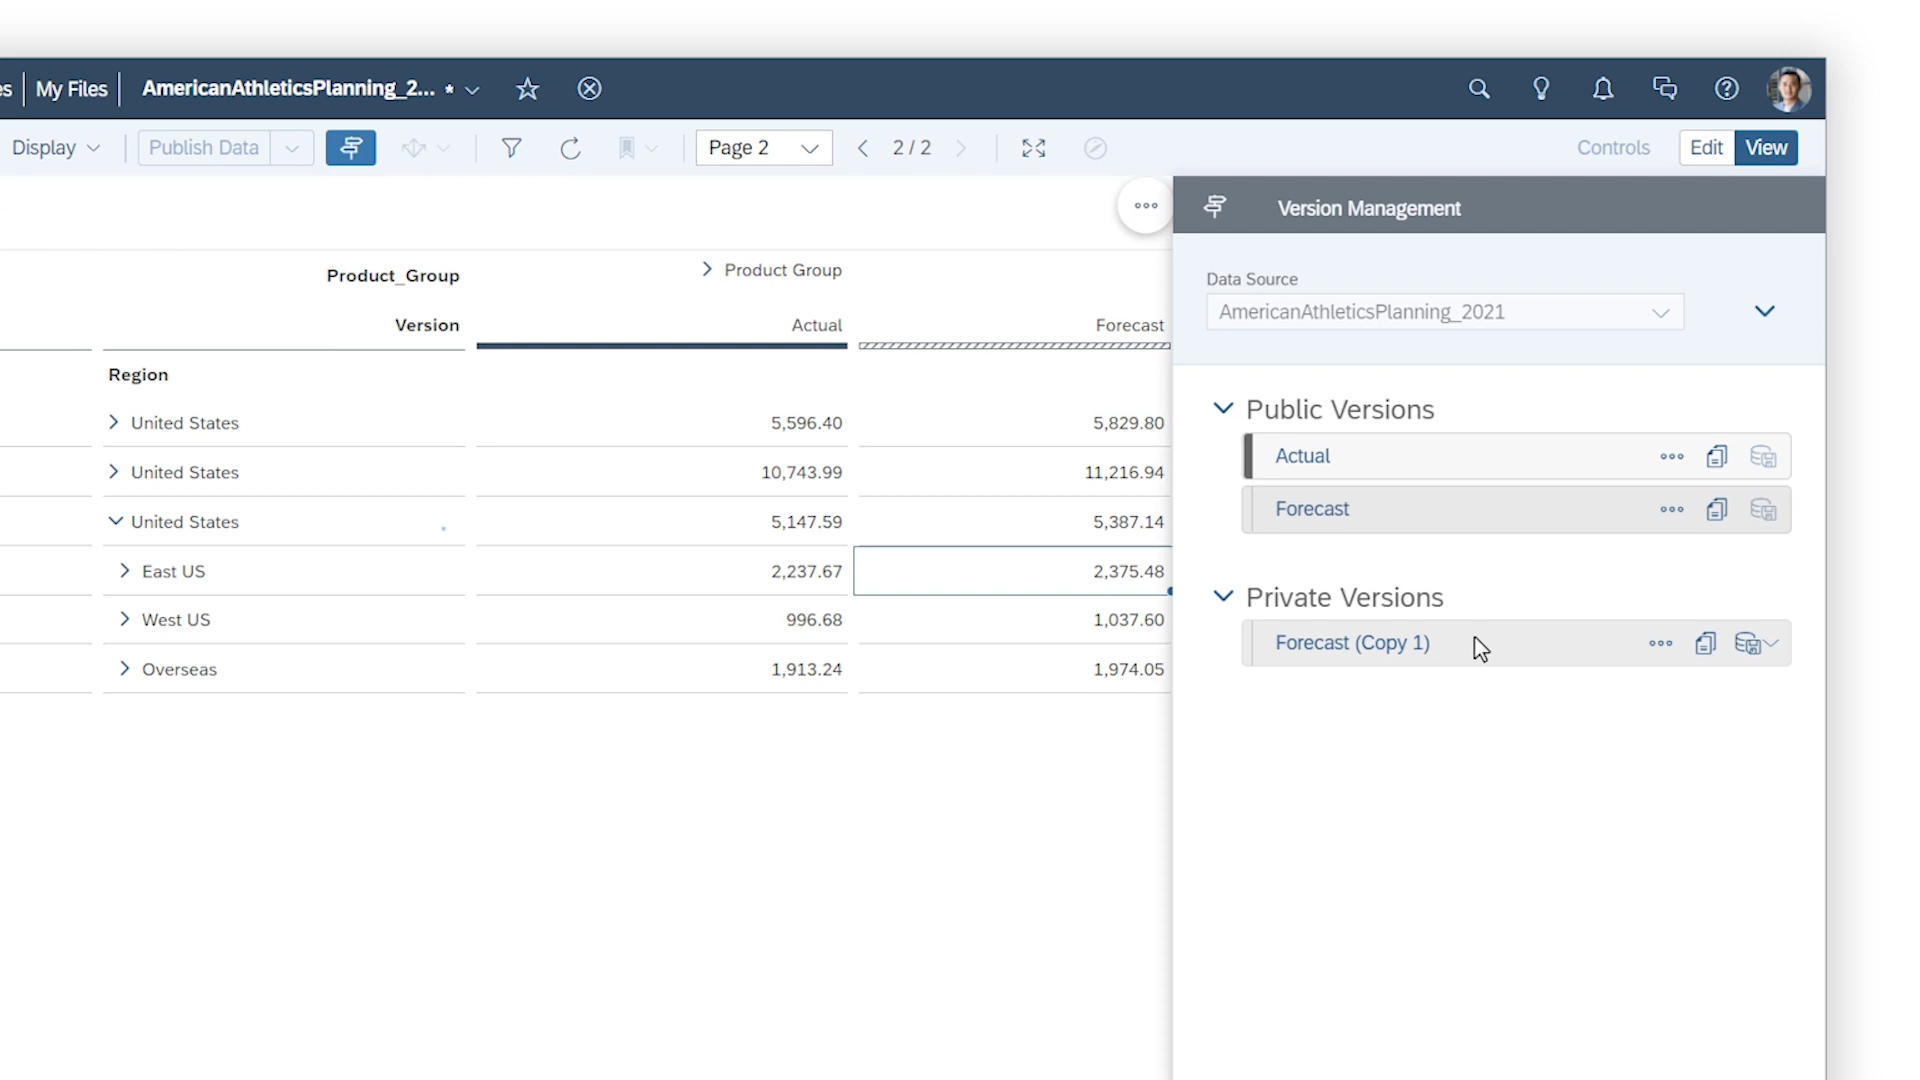 es My Files AmericanAthleticsPlanning_2... *
Display Publish Data Page 2 2 / 2 Controls Edit View
Version Management
Data Source
AmericanAthleticsPlanning_2021
Product_Group Product Group
Version Actual Forecast
Region
United States 5,596.40 5,829.80
United States 10,743.99 11,216.94
United States 5,147.59 5,387.14
East US 2,237.67 2,375.48
West US 996.68 1,037.60
Overseas 1,913.24 1,974.05
Public Versions
Actual
Forecast
Private Versions
Forecast (Copy 1)